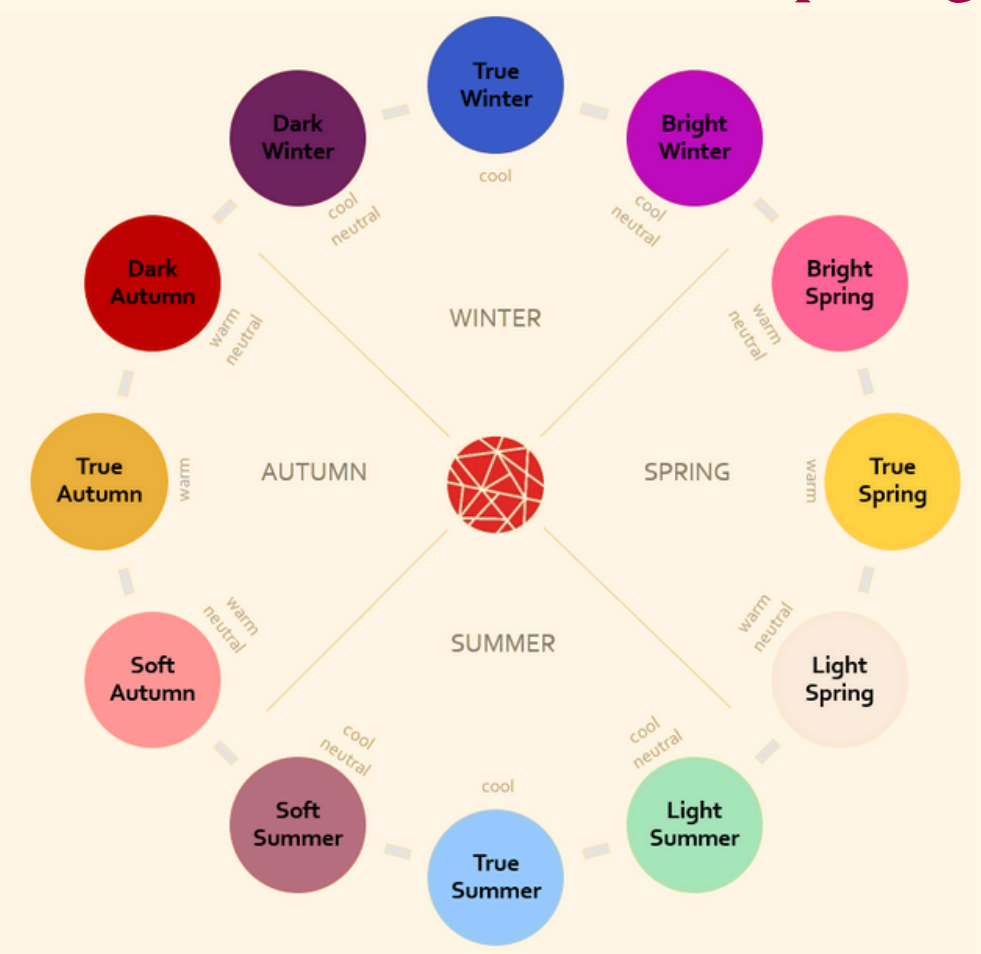 True
Winter
Dark
Winter
Bright
Winter
cool
cool
neutral
cool
neutral
Dark
Autumn
Bright
Spring
warm
neutral
WINTER
warm
neutral
True
Autumn
warm
AUTUMN
SPRING
warm
True
Spring
warm
neutral
warm
neutral
Soft
Autumn
SUMMER
Light
Spring
cool
neutral
cool
neutral
cool
Soft
Summer
Light
Summer
True
Summer